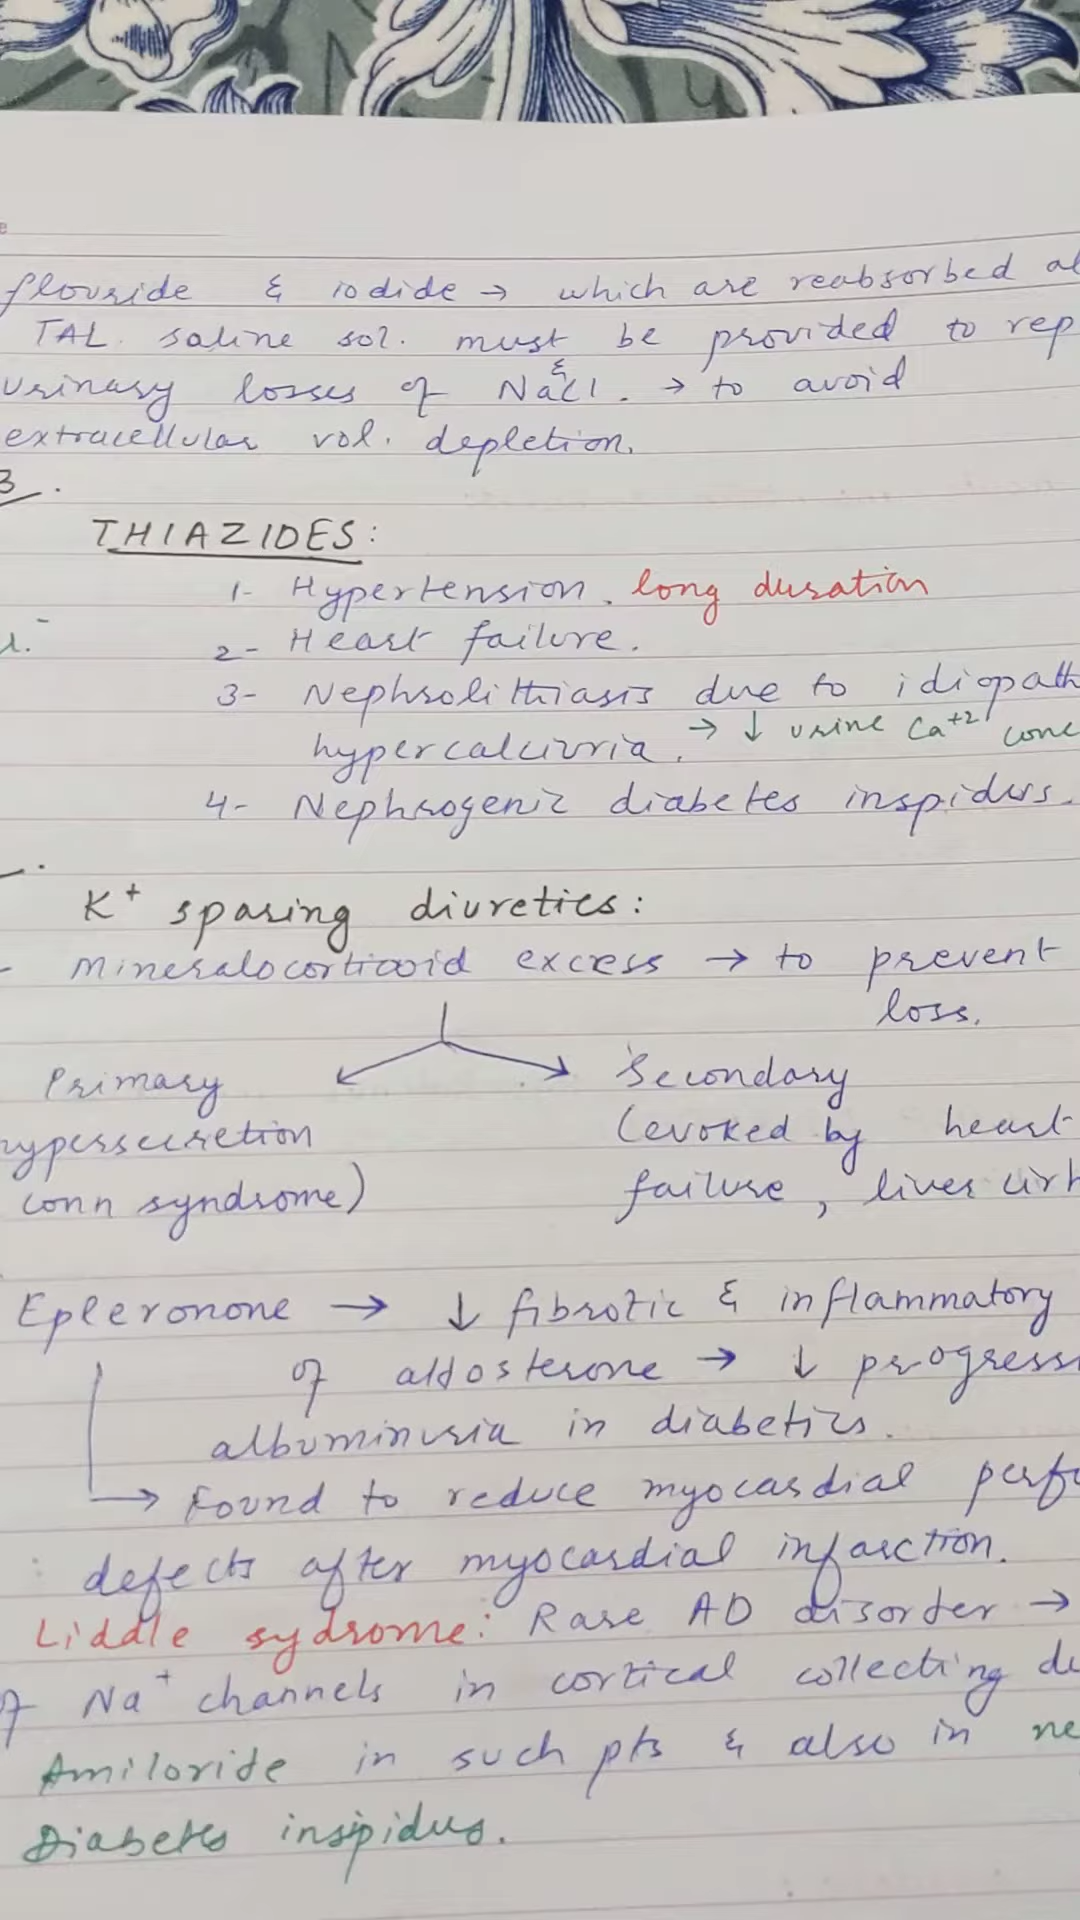 flouride & iodide → which are reabsorbed
TAL. saline sol. must be provided to rep
urinary losses of NaCl. & → to avoid
extracellular vol. depletion.
3.
THIAZIDES:
1- Hypertension. long duration
2- Heart failure.
3- Nephrolithiasis due to idiopath
hypercalciuria. → ↓ urine Ca+2 conc
4- Nephrogenic diabetes inspidus.
K+ sparing diuretics:
- mineralocorticoid excess → to prevent
loss.
Primary
hypersecretion
conn syndrome)
Secondary
(evoked by heart
failure, liver cirh
Epleronone → ↓ fibrotic & inflammatory
of aldosterone → ↓ progress
albuminuria in diabetics.
→ Found to reduce myocardial perfu
defects after myocardial infarction.
Liddle sydrome: Rare AD disorder →
of Na+ channels in cortical collecting du
Amiloride in such pts & also in ne
Diabetes insipidus.